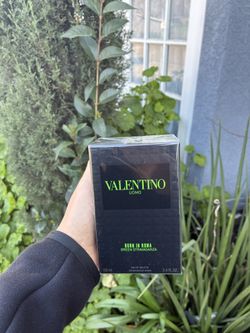 VALENTINO
UOMO
BORN IN ROMA
GREEN STRAVAGANZA
100 ml
3.4 FL. OZ.